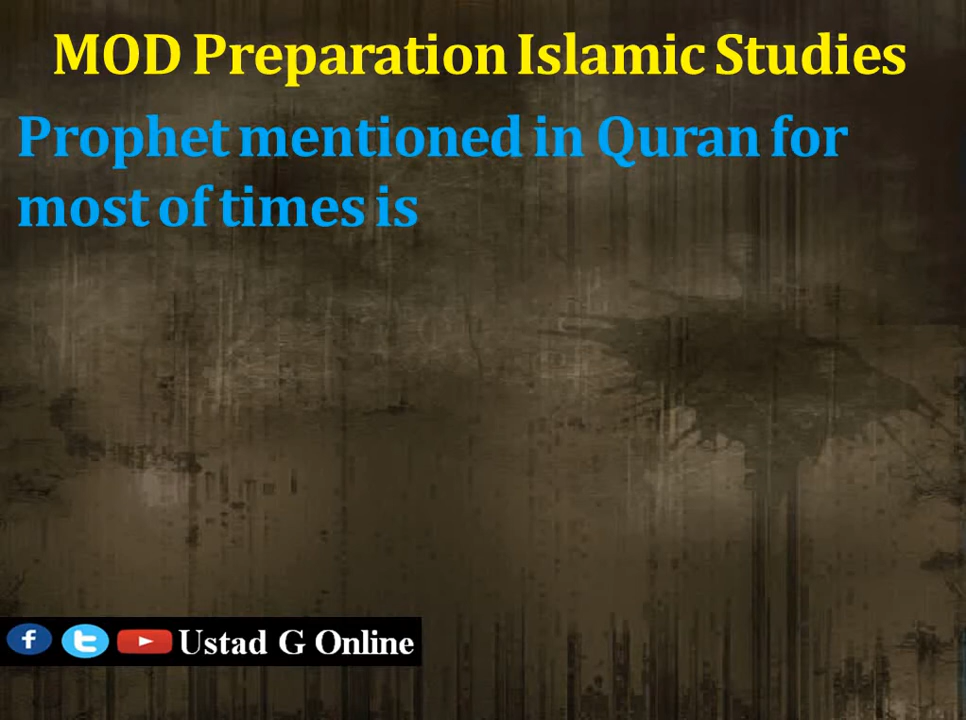 MOD Preparation Islamic Studies
Prophet mentioned in Quran for
most of times is
f Ustad G Online